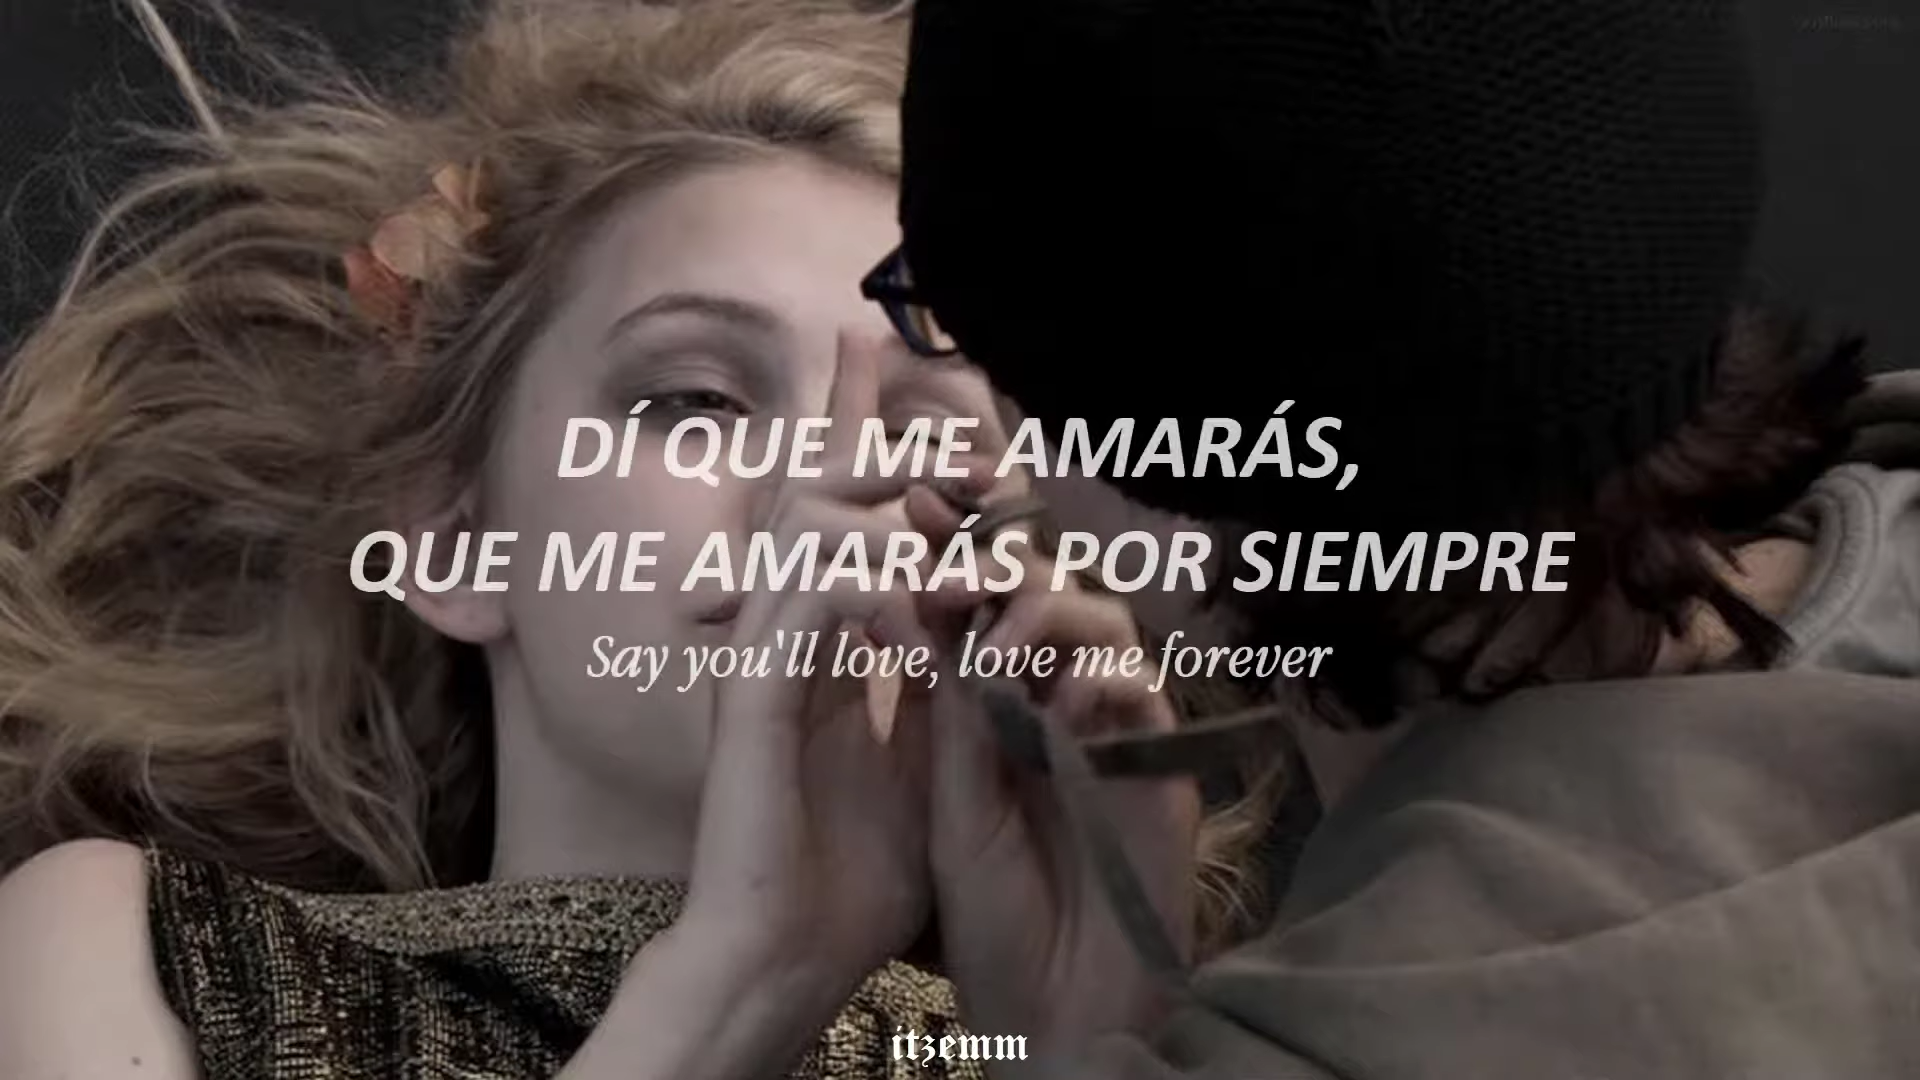 DÍ QUE ME AMARÁS,
QUE ME AMARÁS POR SIEMPRE
Say you'll love, love me forever
itzemm